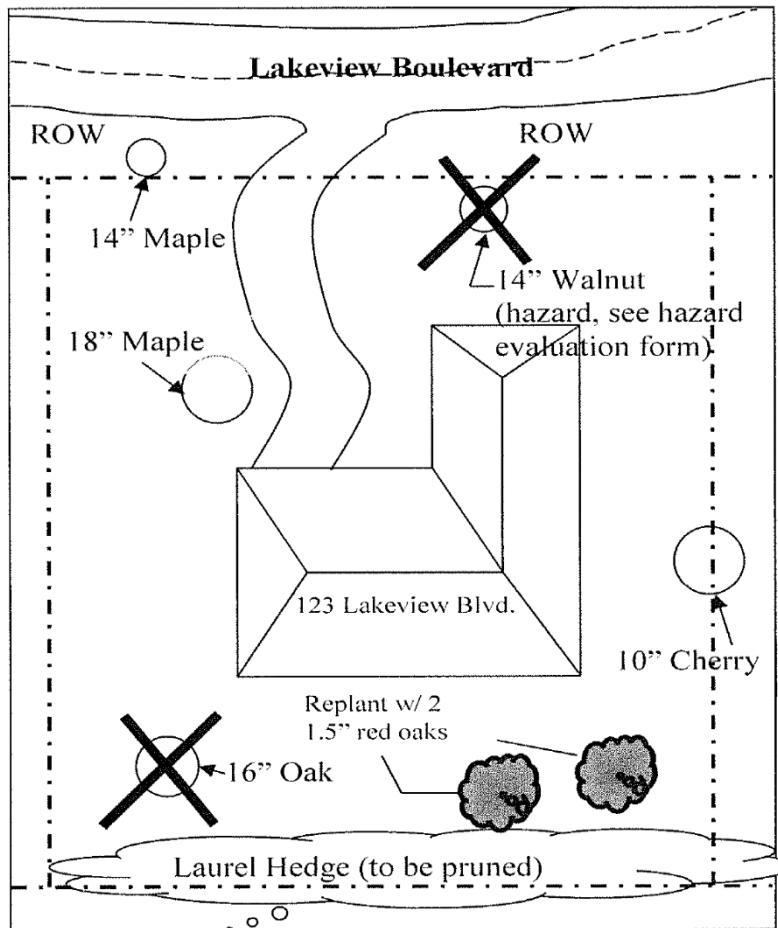 Lakeview Boulevard
ROW
ROW
14” Maple
14” Walnut
(hazard, see hazard
evaluation form)
18” Maple
123 Lakeview Blvd.
10” Cherry
Replant w/ 2
1.5” red oaks
16” Oak
Laurel Hedge (to be pruned)